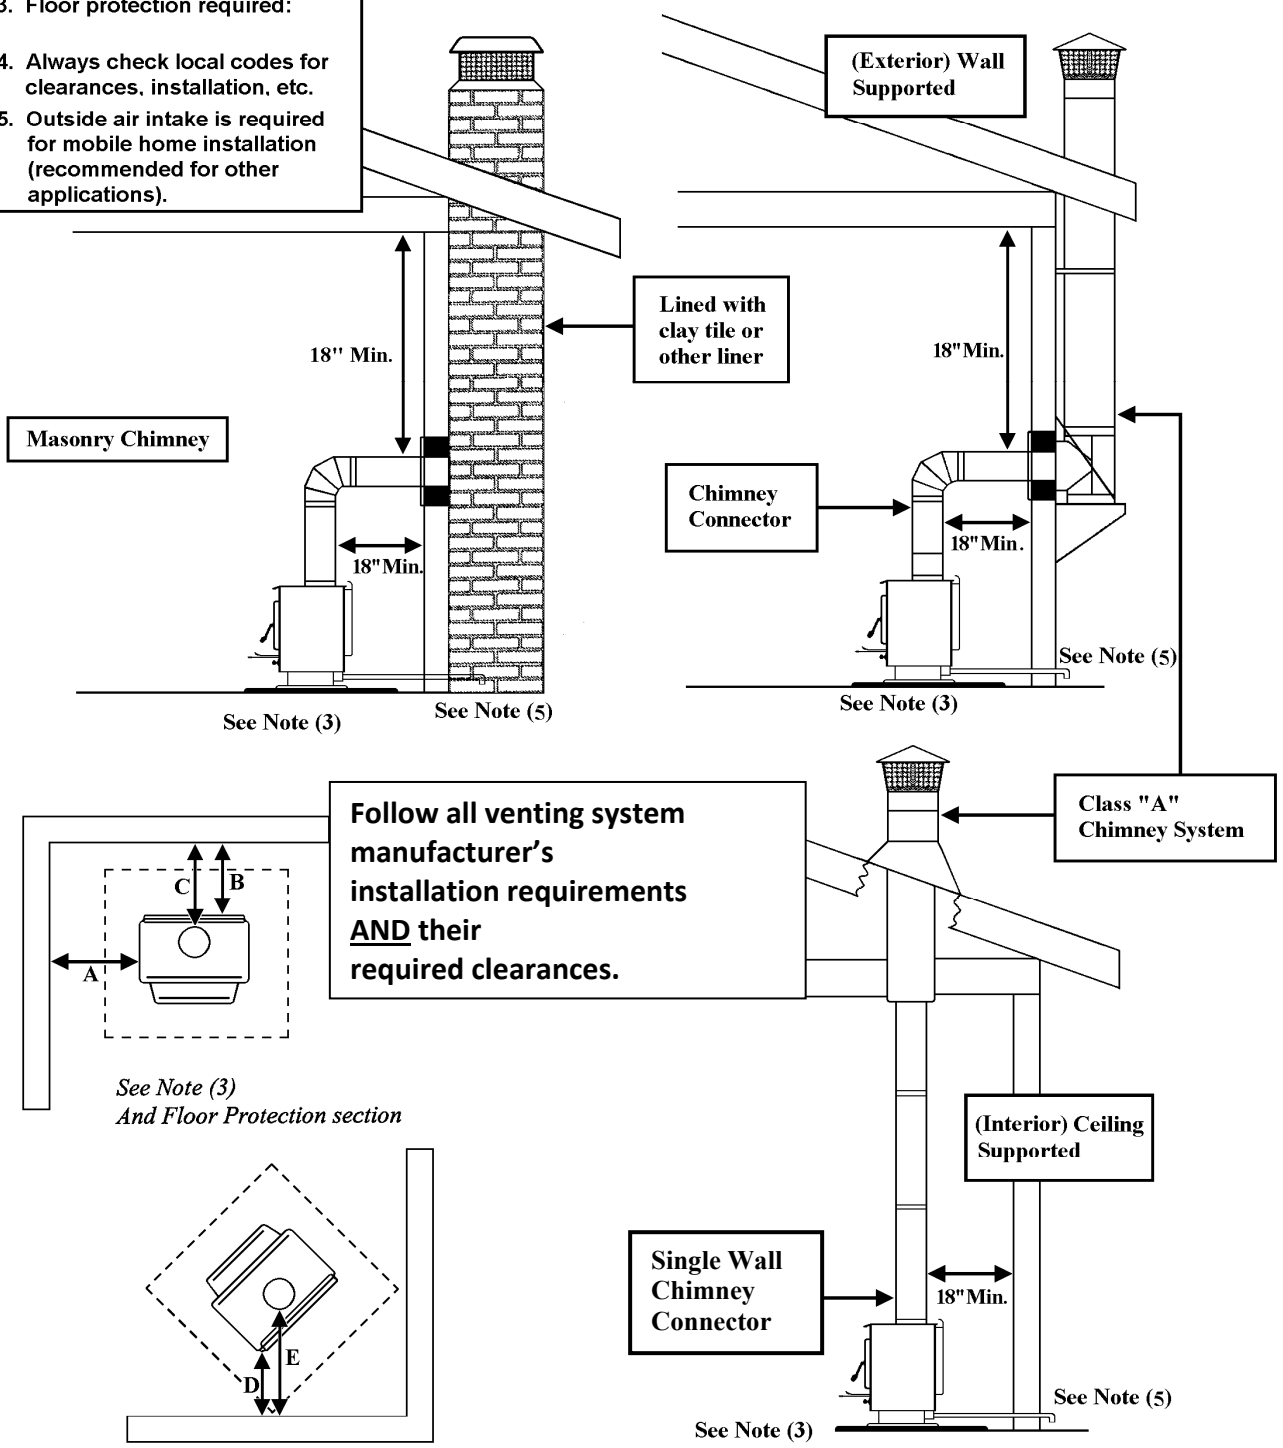 3. Floor protection required:
4. Always check local codes for
clearances, installation, etc.
5. Outside air intake is required
for mobile home installation
(recommended for other
applications).
(Exterior) Wall
Supported
18" Min.
Lined with
clay tile or
other liner
18"Min.
Masonry Chimney
Chimney
Connector
18"Min.
18"Min.
See Note (3)
See Note (5)
See Note (5)
See Note (3)
Class "A"
Chimney System
Follow all venting system
manufacturer’s
installation requirements
AND their
required clearances.
C
B
A
See Note (3)
And Floor Protection section
(Interior) Ceiling
Supported
Single Wall
Chimney
Connector
18"Min.
E
D
See Note (5)
See Note (3)